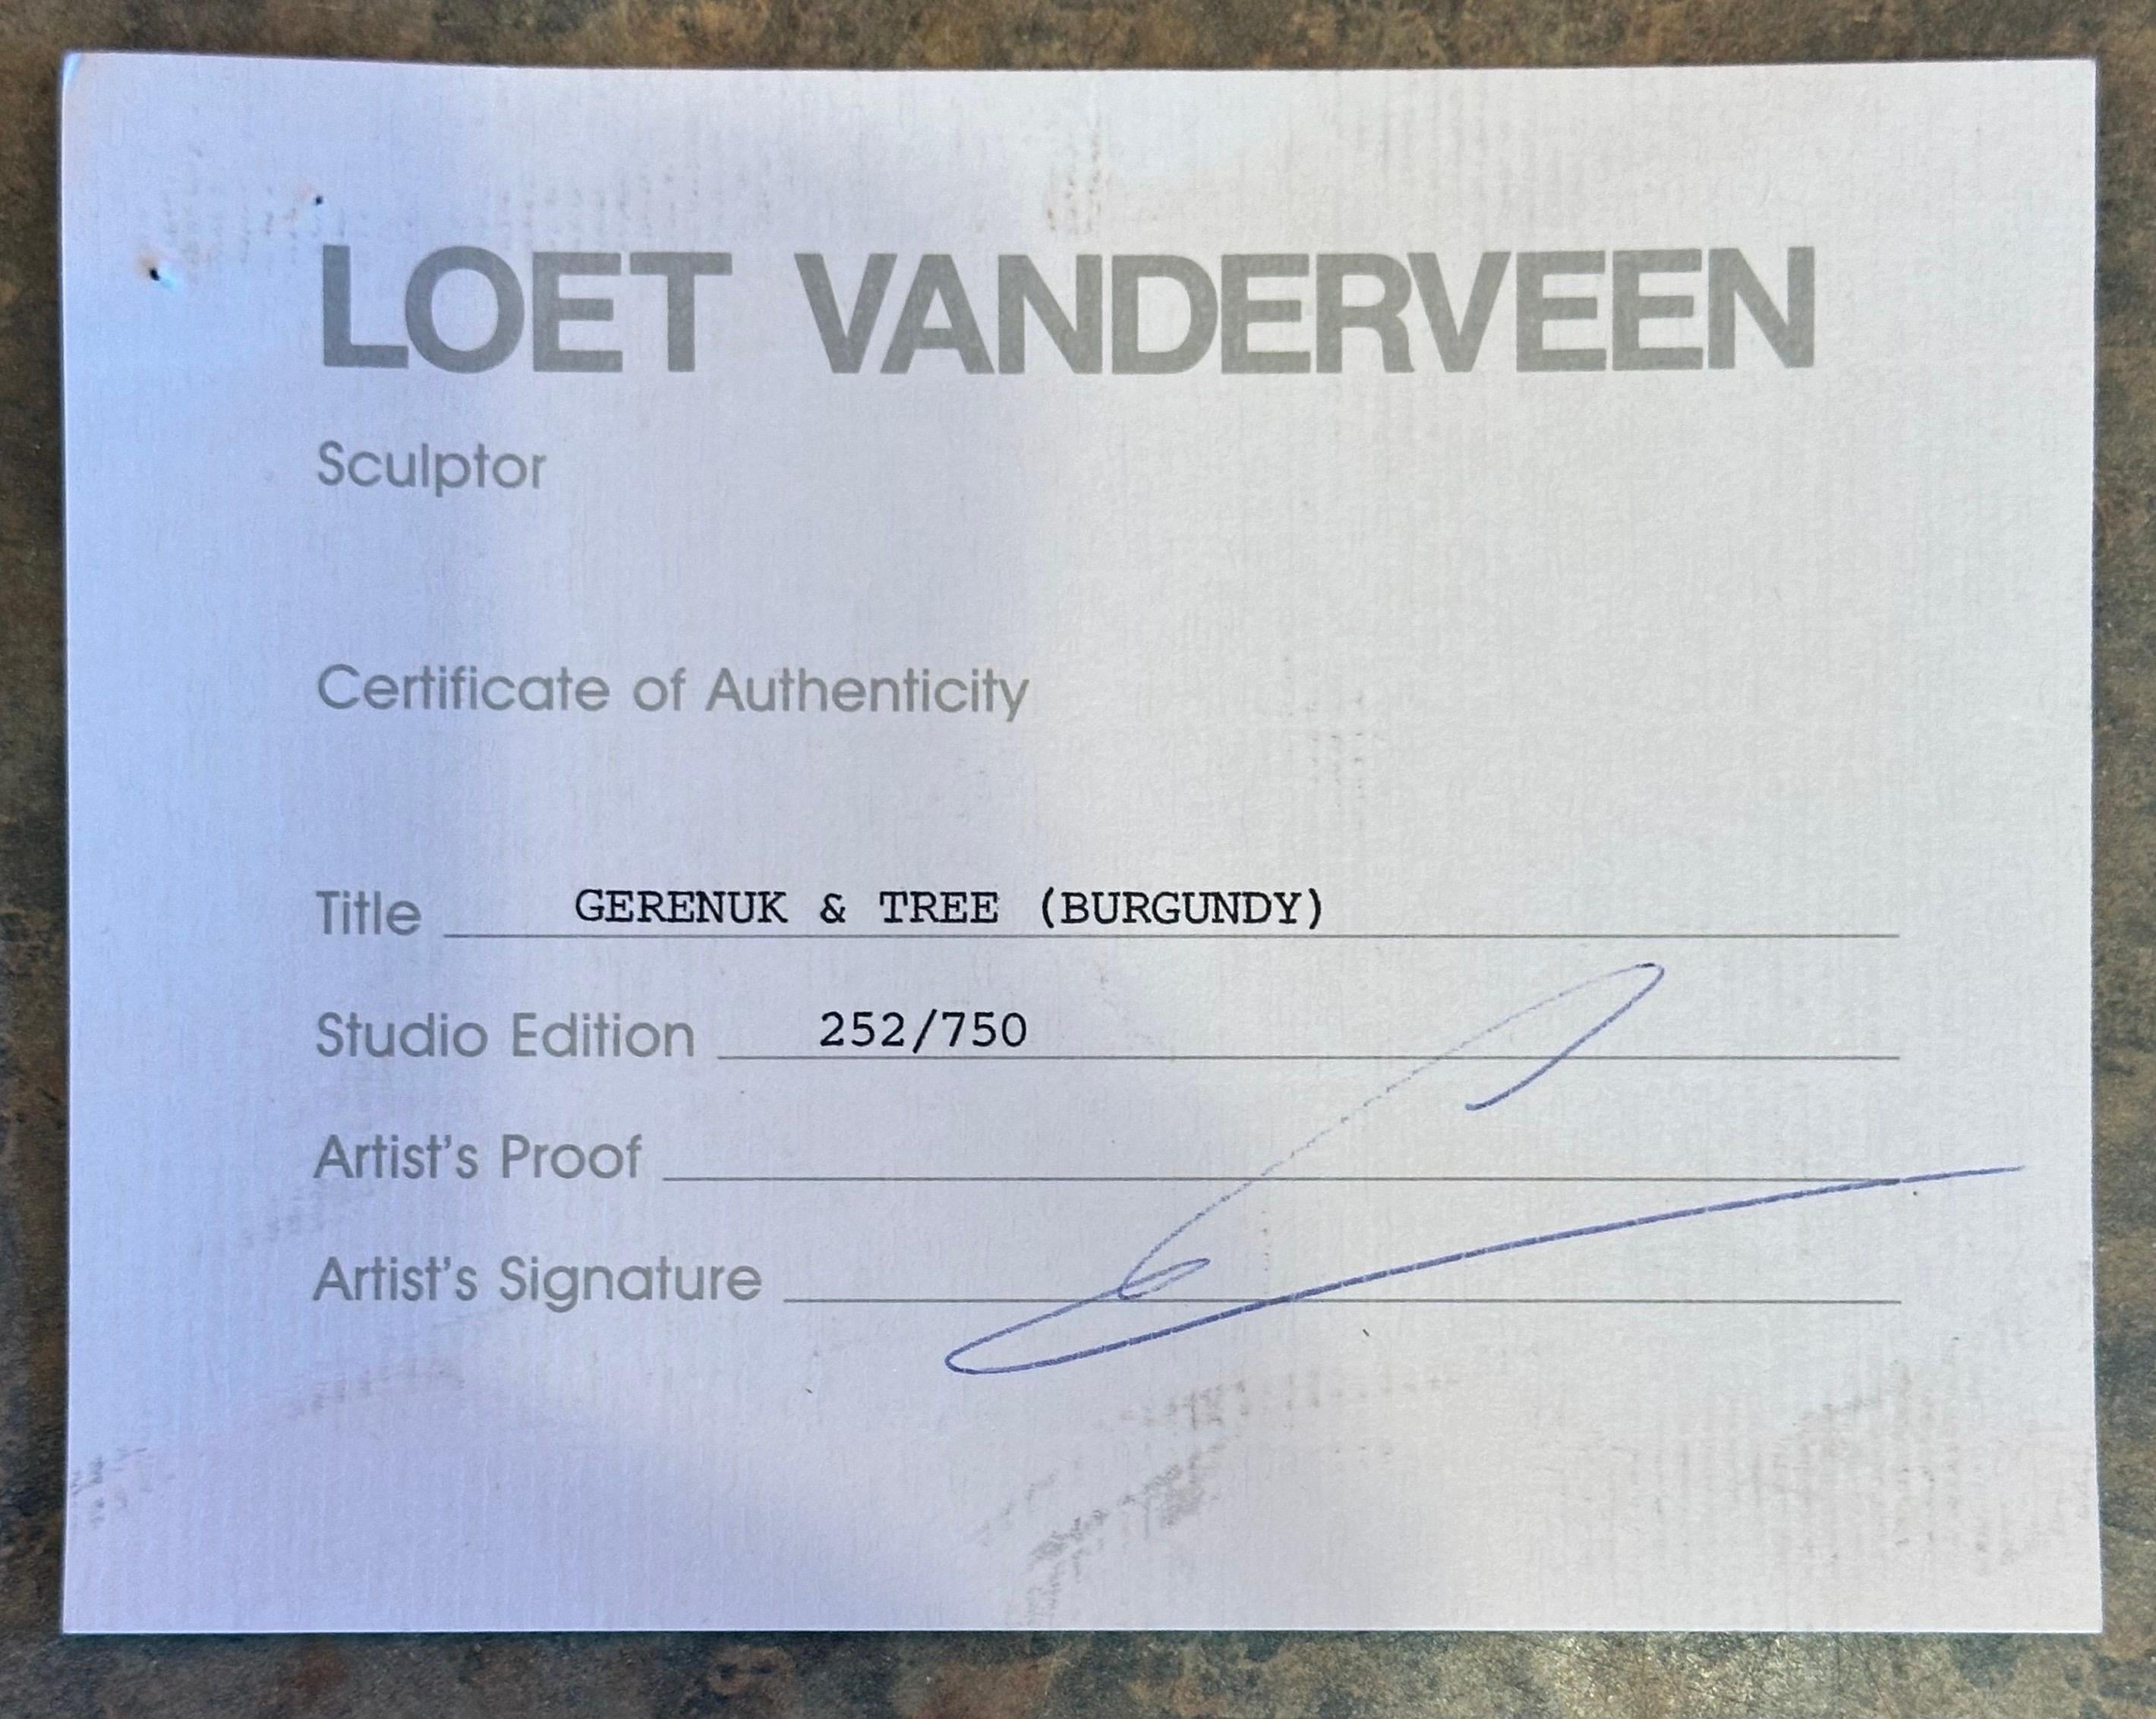 LOET VANDERVEEN
Sculptor
Certificate of Authenticity
Title GERENUK & TREE (BURGUNDY)
Studio Edition 252/750
Artist's Proof
Artist's Signature